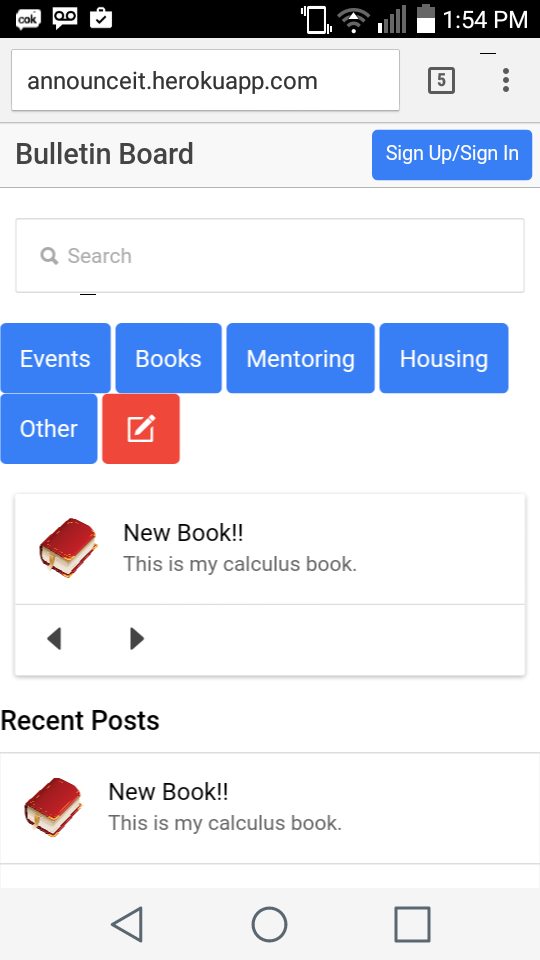 cok
1:54 PM
announceit.herokuapp.com
5
Bulletin Board
Sign Up/Sign In
Search
Events Books Mentoring Housing
Other
New Book!!
This is my calculus book.
Recent Posts
New Book!!
This is my calculus book.